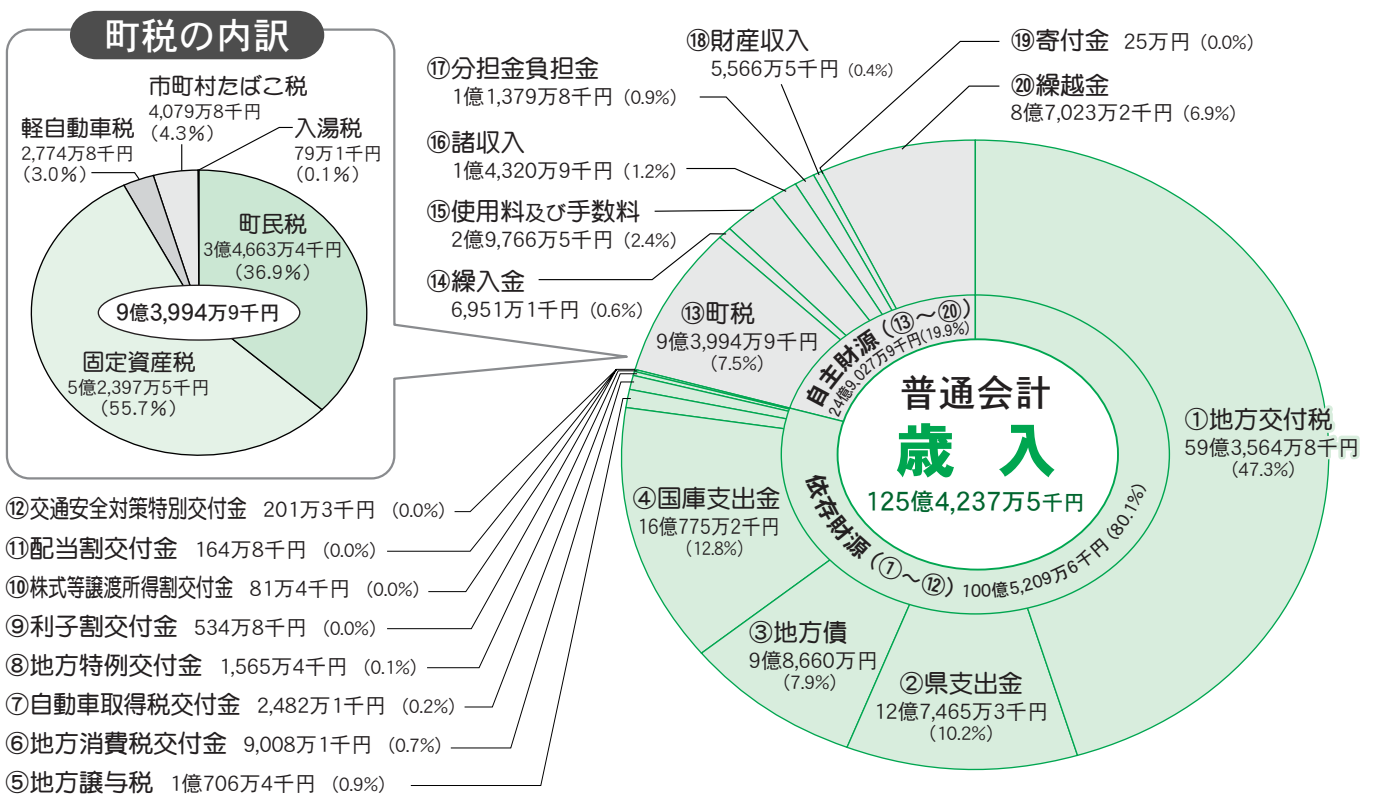 町税の内訳
市町村たばこ税
4,079万8千円
(4.3%)
軽自動車税
2,774万8千円
(3.0%)
入湯税
79万1千円
(0.1%)
町民税
3億4,663万4千円
(36.9%)
9億3,994万9千円
固定資産税
5億2,397万5千円
(55.7%)
⑱財産収入
5,566万5千円 (0.4%)
⑲寄付金 25万円 (0.0%)
⑰分担金負担金
1億1,379万8千円 (0.9%)
⑳繰越金
8億7,023万2千円 (6.9%)
⑯諸収入
1億4,320万9千円 (1.2%)
⑮使用料及び手数料
2億9,766万5千円 (2.4%)
⑭繰入金
6,951万1千円 (0.6%)
⑬町税
9億3,994万9千円
(7.5%)
自主財源(⑬〜⑳)
24億9,027万9千円(19.9%)
普通会計
歳入
125億4,237万5千円
依存財源(①〜⑫) 100億5,209万6千円(80.1%)
①地方交付税
59億3,564万8千円
(47.3%)
④国庫支出金
16億775万2千円
(12.8%)
③地方債
9億8,660万円
(7.9%)
②県支出金
12億7,465万3千円
(10.2%)
⑫交通安全対策特別交付金 201万3千円 (0.0%)
⑪配当割交付金 164万8千円 (0.0%)
⑩株式等譲渡所得割交付金 81万4千円 (0.0%)
⑨利子割交付金 534万8千円 (0.0%)
⑧地方特例交付金 1,565万4千円 (0.1%)
⑦自動車取得税交付金 2,482万1千円 (0.2%)
⑥地方消費税交付金 9,008万1千円 (0.7%)
⑤地方譲与税 1億706万4千円 (0.9%)